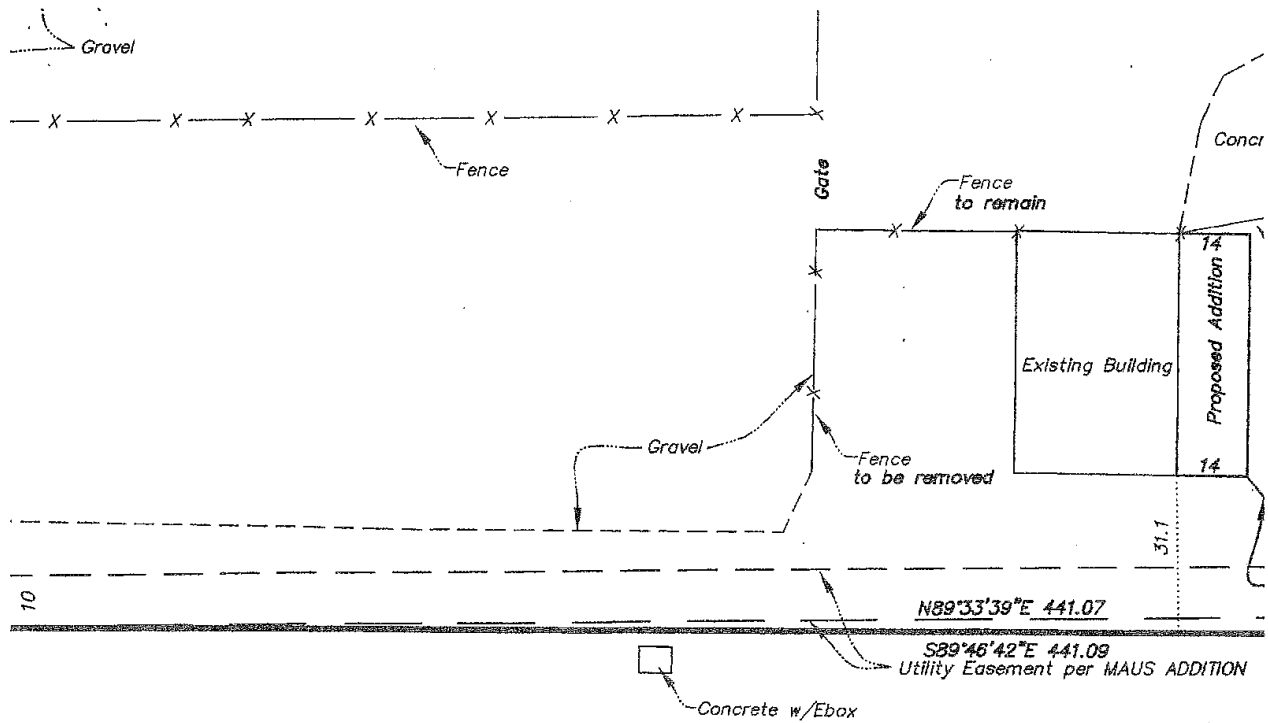 Gravel
Concr
Fence
Gate
Fence
to remain
14
Proposed Addition
Existing Building
Gravel
Fence
to be removed
14
31.1
10
N89°33'39"E 441.07
S89°46'42"E 441.09
Utility Easement per MAUS ADDITION
Concrete w/Ebox